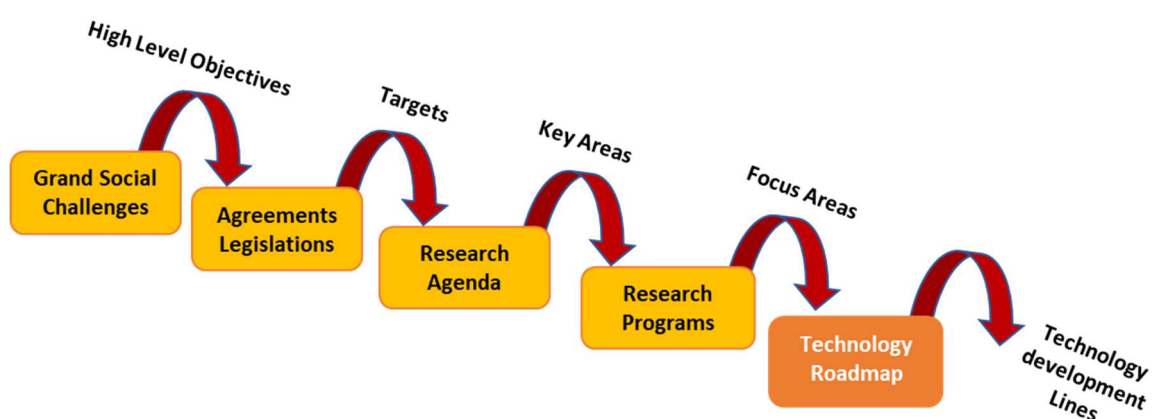 High Level Objectives
Targets
Key Areas
Focus Areas
Grand Social
Challenges
Agreements
Legislations
Research
Agenda
Research
Programs
Technology
Roadmap
Technology
development
Lines